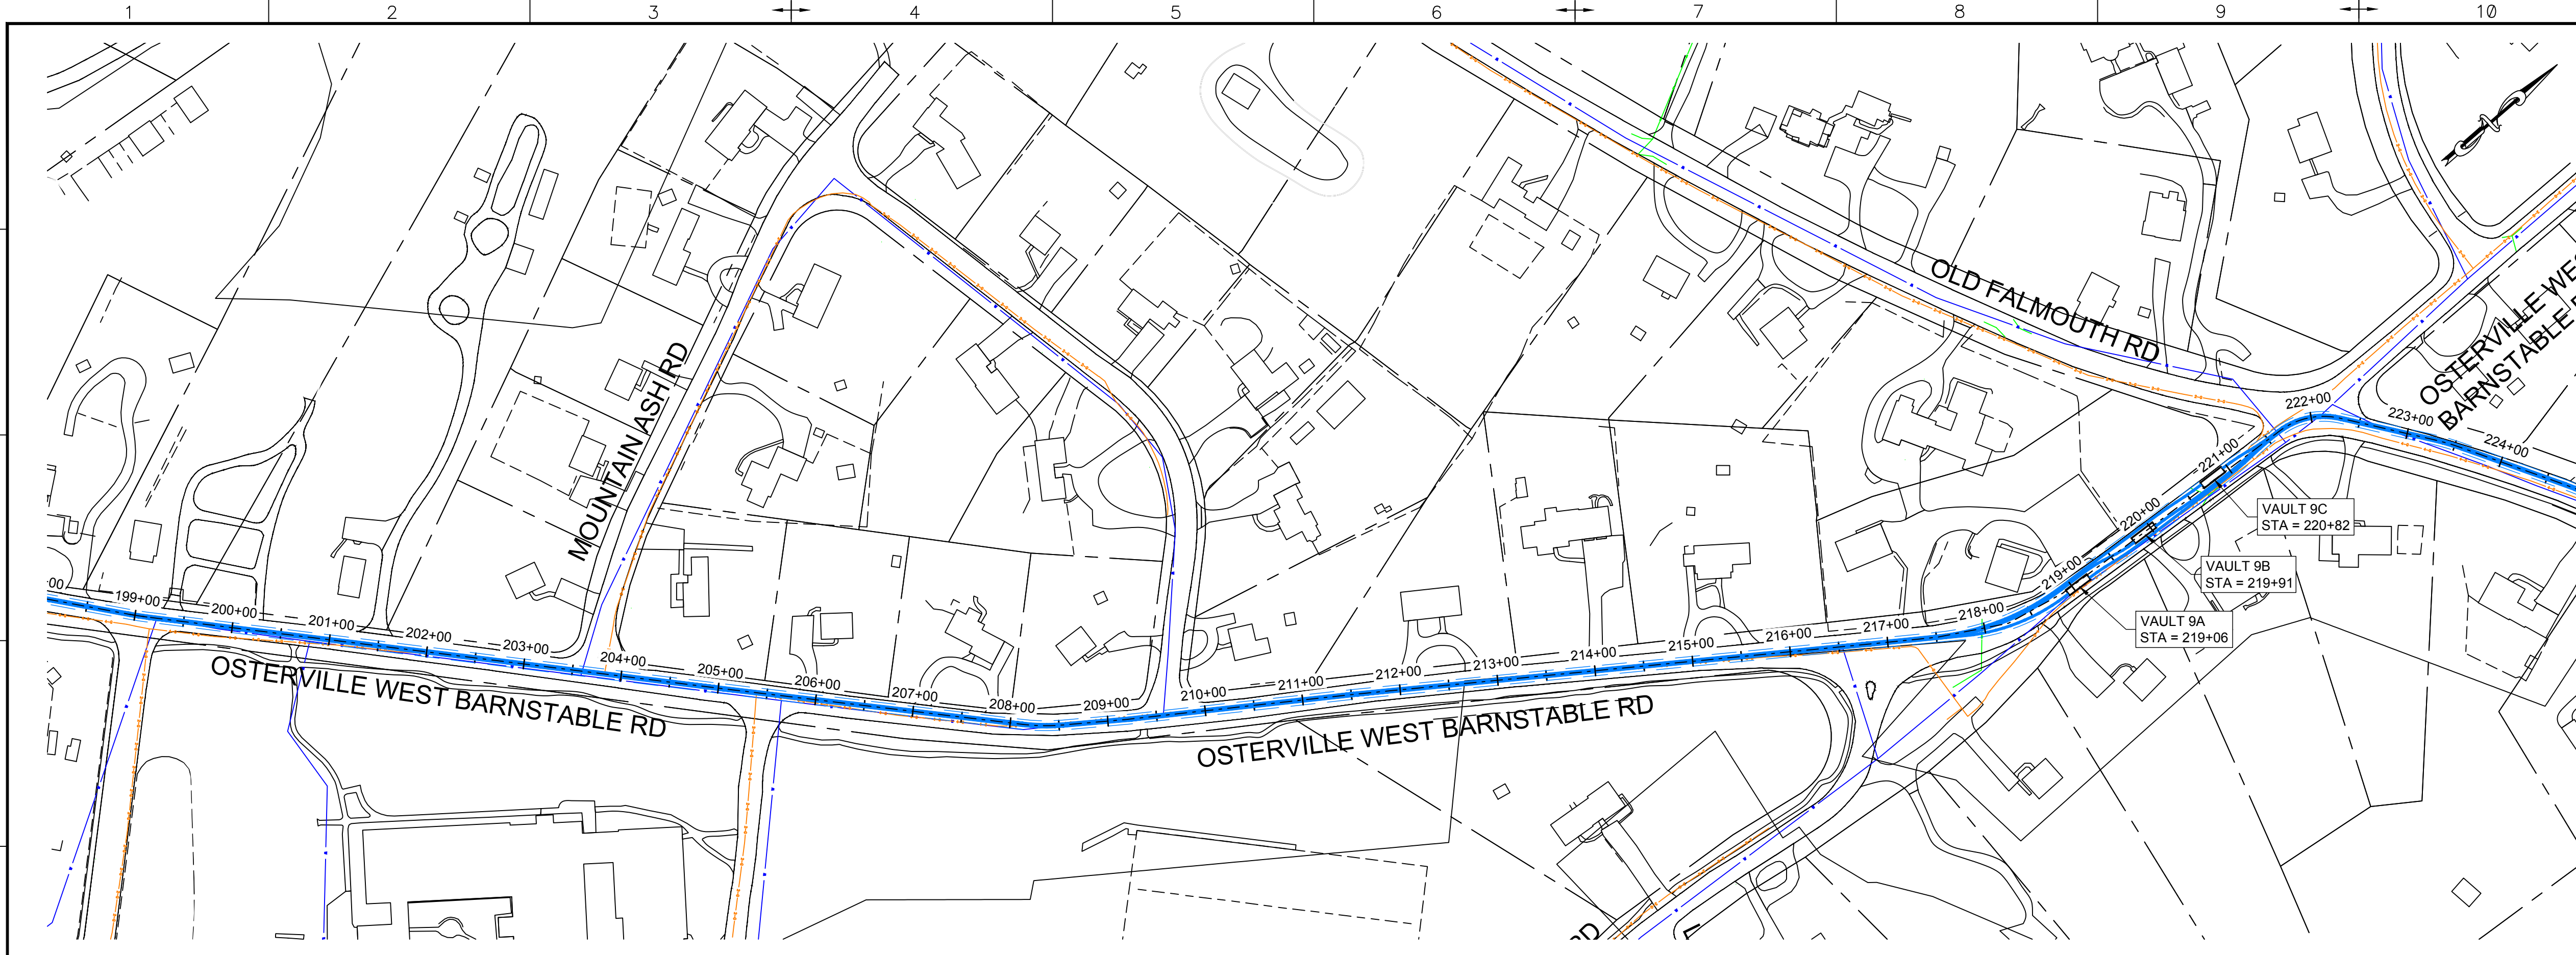 1 2 3 4 5 6 7 8 9 10
OLD FALMOUTH RD
MOUNTAIN ASH RD
OSTERVILLE WES
BARNSTABLE
222+00
223+00
224+00
221+00
220+00
219+00
218+00
VAULT 9C
STA = 220+82
VAULT 9B
STA = 219+91
VAULT 9A
STA = 219+06
00
199+00
200+00
201+00
202+00
203+00
204+00
205+00
206+00
207+00
208+00
209+00
210+00
211+00
212+00
213+00
214+00
215+00
216+00
217+00
OSTERVILLE WEST BARNSTABLE RD
OSTERVILLE WEST BARNSTABLE RD
RD